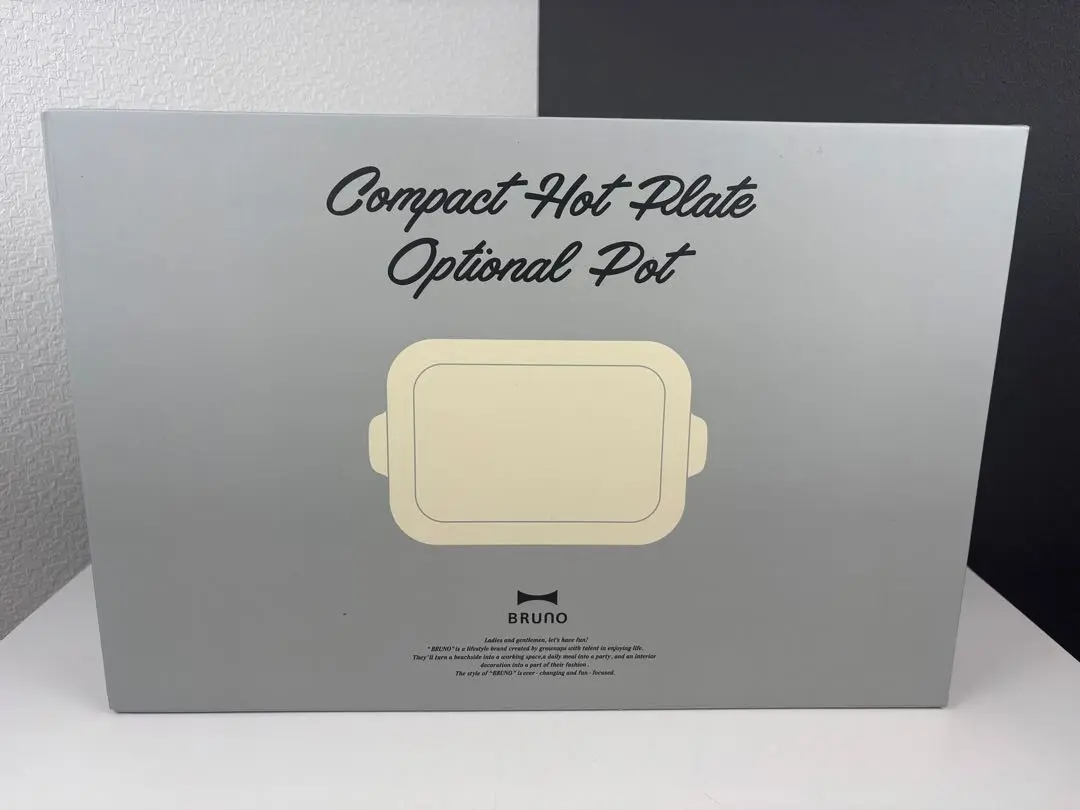 Compact Hot Plate
Optional Pot
BRUNO
Ladies and gentlemen, let's have fun!
"BRUNO" is a lifestyle brand created by grownups with talent in enjoying life.
They'll turn a beachside into a working space,a daily meal into a party, and an interior
decoration into a part of their fashion.
The style of "BRUNO" is ever - changing and fun - focused.